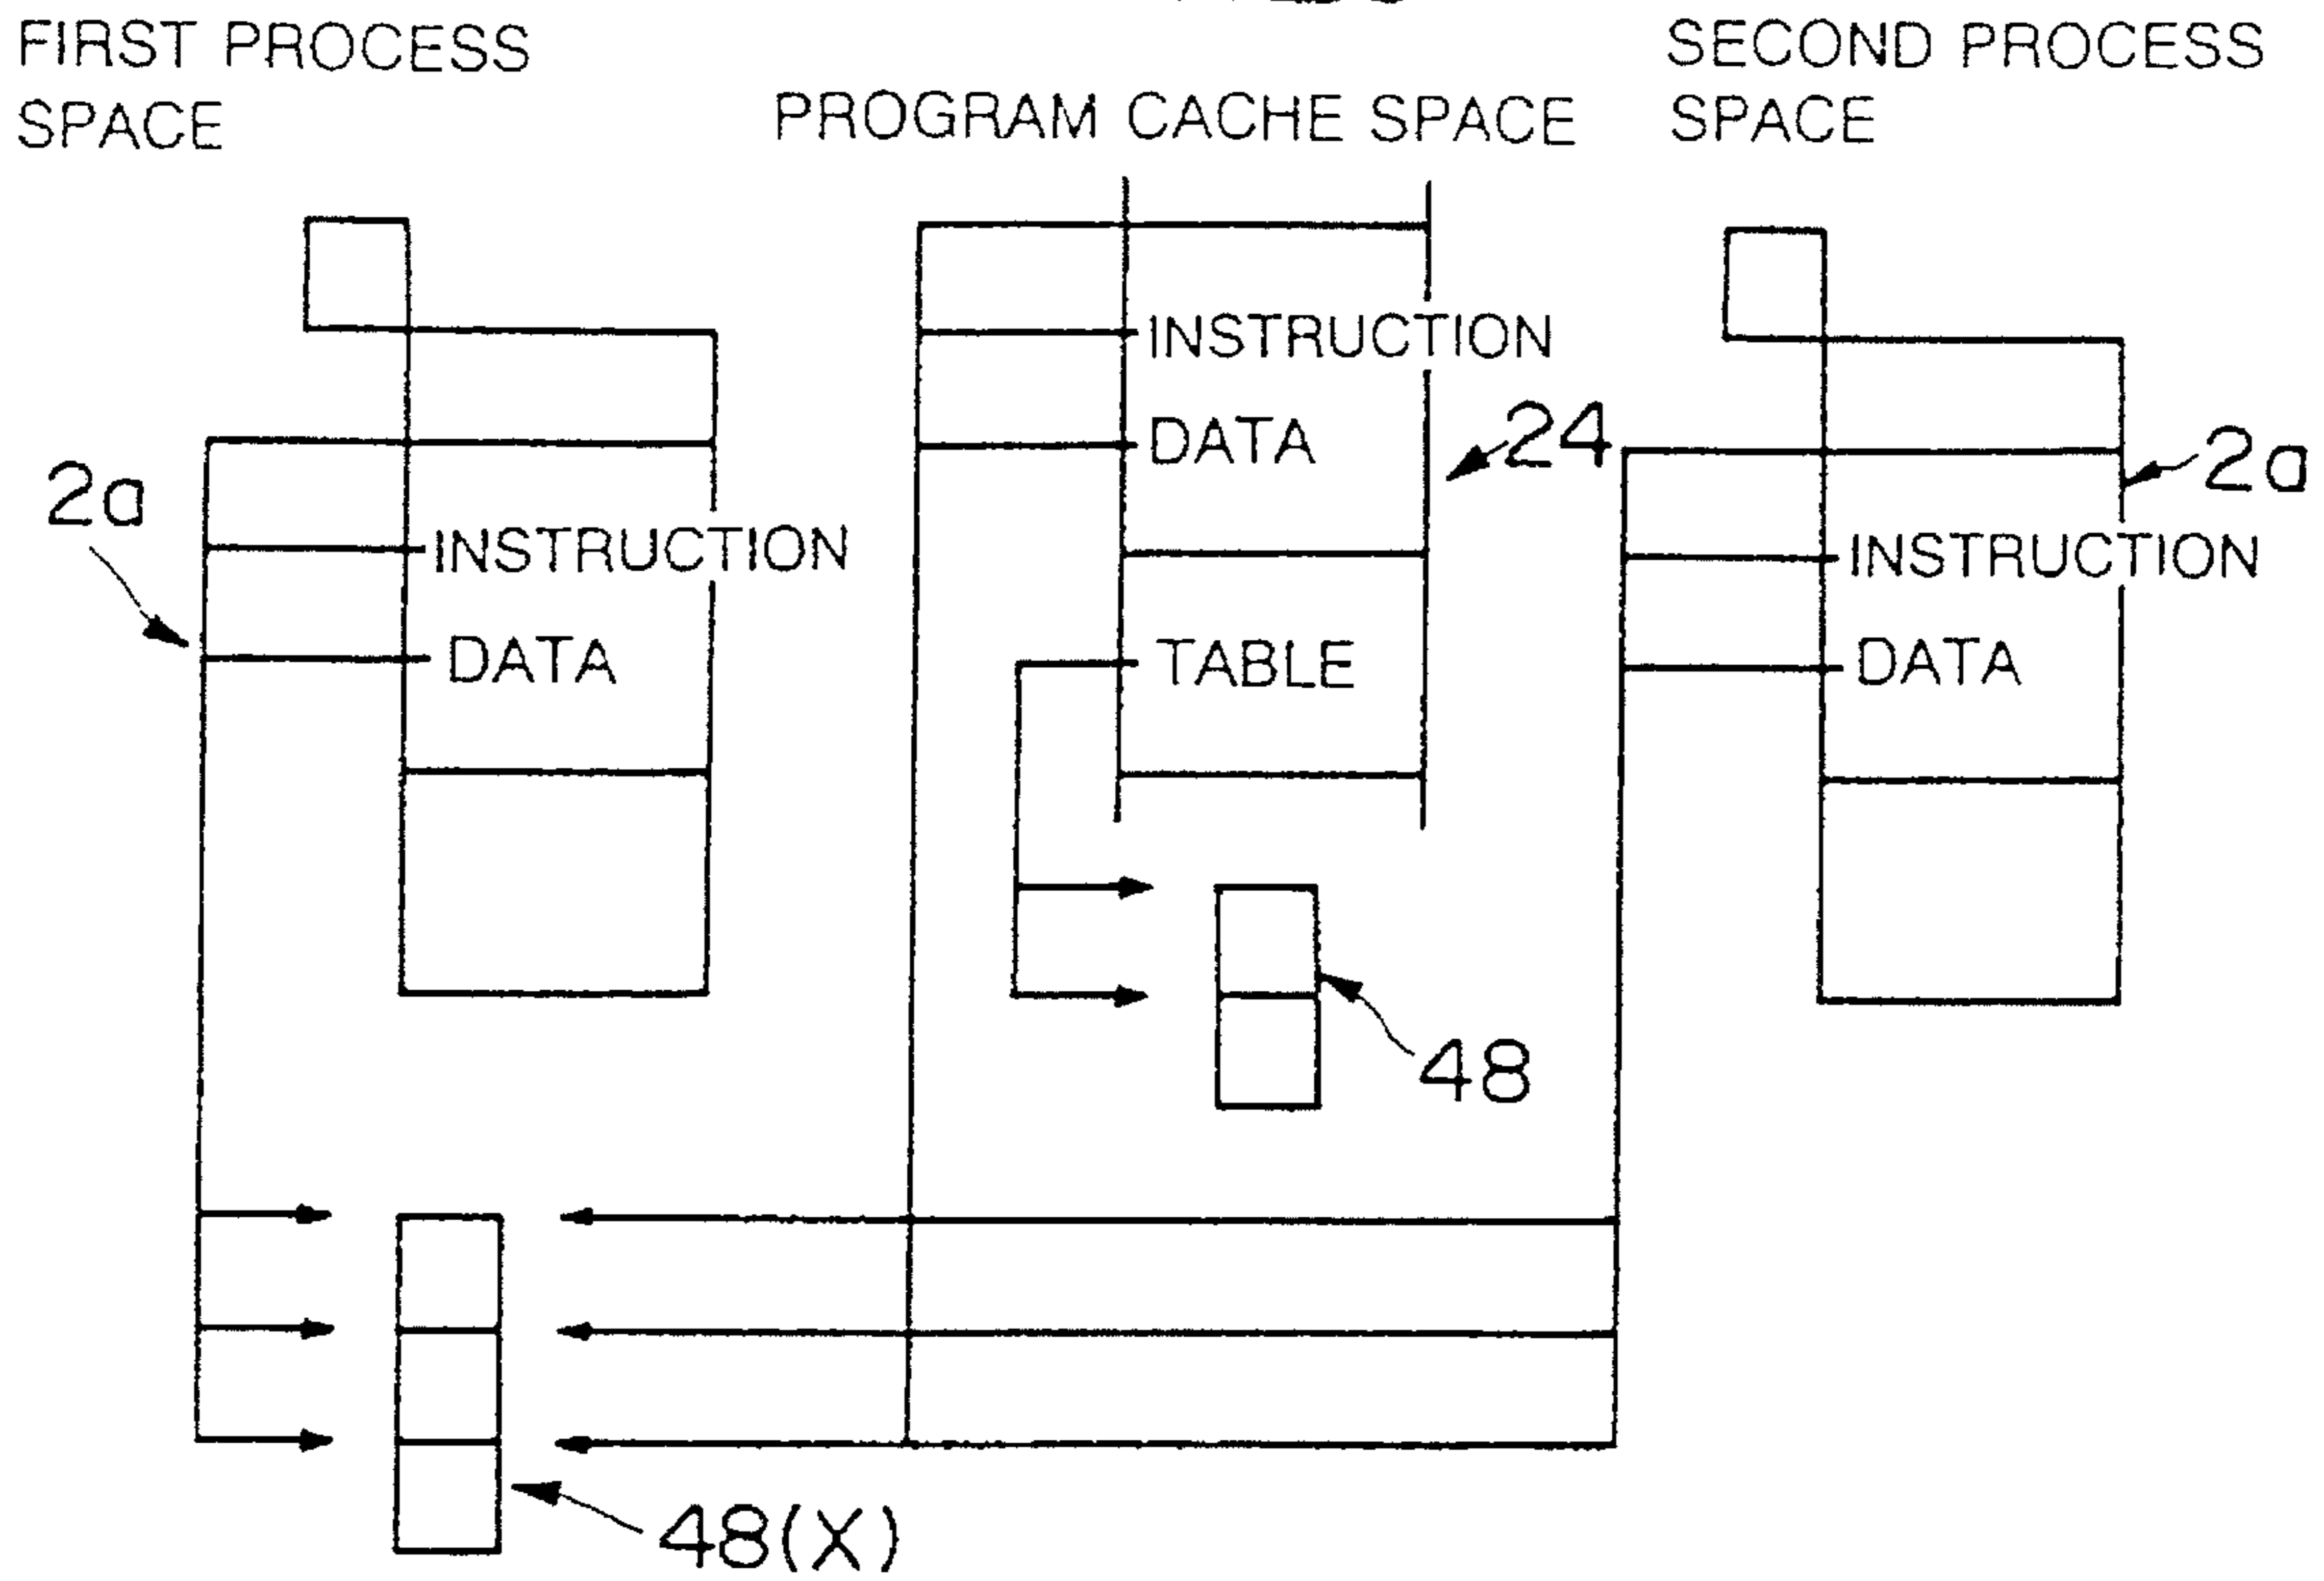 FIRST PROCESS
SPACE
PROGRAM CACHE SPACE
SECOND PROCESS
SPACE
INSTRUCTION
DATA
24
2a
2a
INSTRUCTION
DATA
INSTRUCTION
DATA
TABLE
48
48(X)